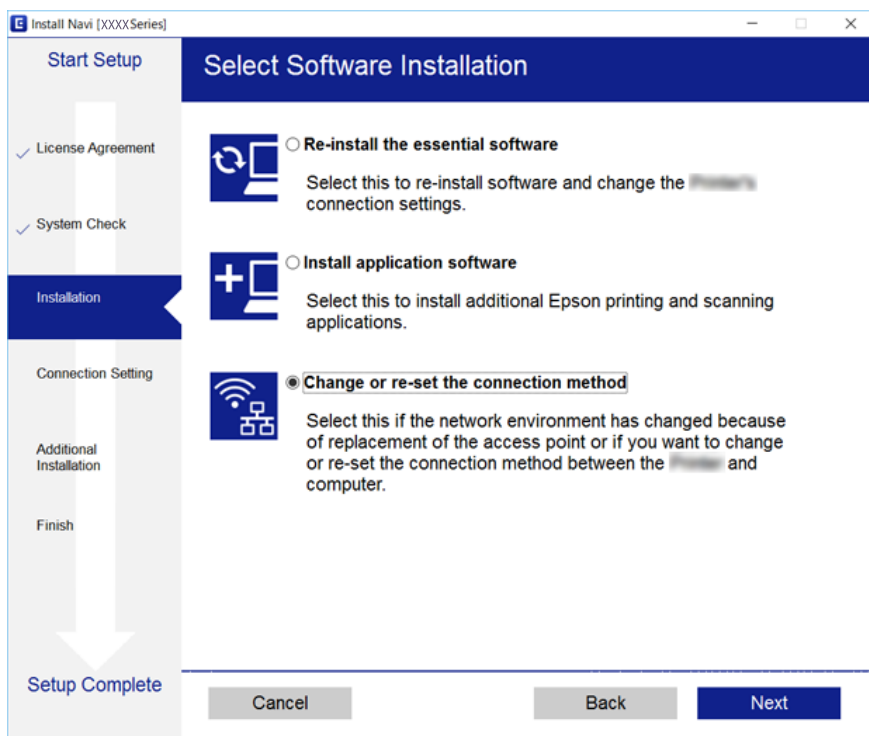 Install Navi [XXXX Series]
Start Setup
License Agreement
System Check
Installation
Connection Setting
Additional
Installation
Finish
Setup Complete
Select Software Installation
Re-install the essential software
Select this to re-install software and change the
connection settings.
Install application software
Select this to install additional Epson printing and scanning
applications.
Change or re-set the connection method
Select this if the network environment has changed because
of replacement of the access point or if you want to change
or re-set the connection method between the and
computer.
Cancel
Back
Next